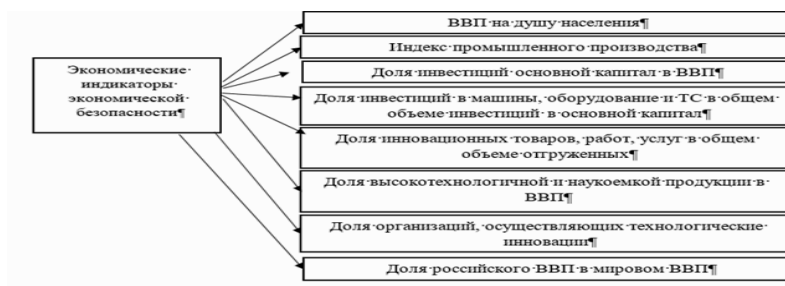 Экономические·
индикаторы·
экономической·
безопасности¶
ВВП·на·душу·населения¶
Индекс·промышленного·производства¶
Доля·инвестиций·основной·капитал·в·ВВП¶
Доля·инвестиций·в·машины,·оборудование·и·ТС·в·общем·
объеме·инвестиций·в·основной·капитал¶
Доля·инновационных·товаров,·работ,·услуг·в·общем·
объеме·отгруженных¶
Доля·высокотехнологичной·и·наукоемкой·продукции·в·
ВВП¶
Доля·организаций,·осуществляющих·технологические·
инновации¶
Доля·российского·ВВП·в·мировом·ВВП¶